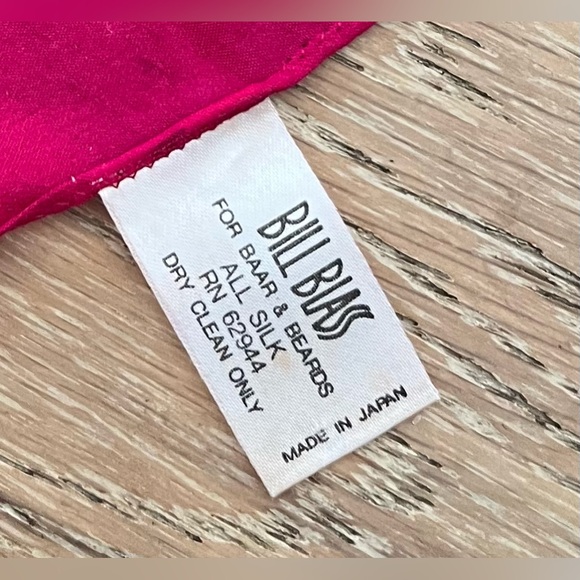 BILL BLASS
FOR BAAR & BEARDS
ALL SILK
RN 62944
DRY CLEAN ONLY
MADE IN JAPAN